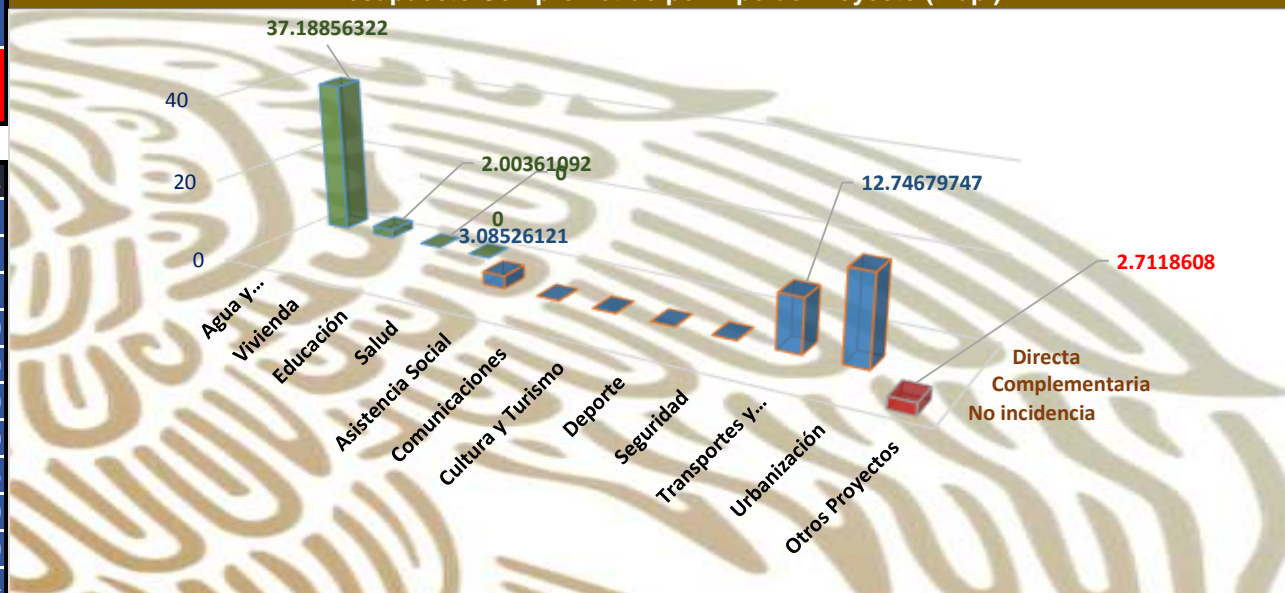 37.18856322
40
2.00361092
0
20
12.74679747
0
3.08526121
0
2.7118608
Agua y...
Vivienda
Educación
Salud
Asistencia Social
Comunicaciones
Cultura y Turismo
Deporte
Seguridad
Transportes y...
Urbanización
Otros Proyectos
Directa
Complementaria
No incidencia